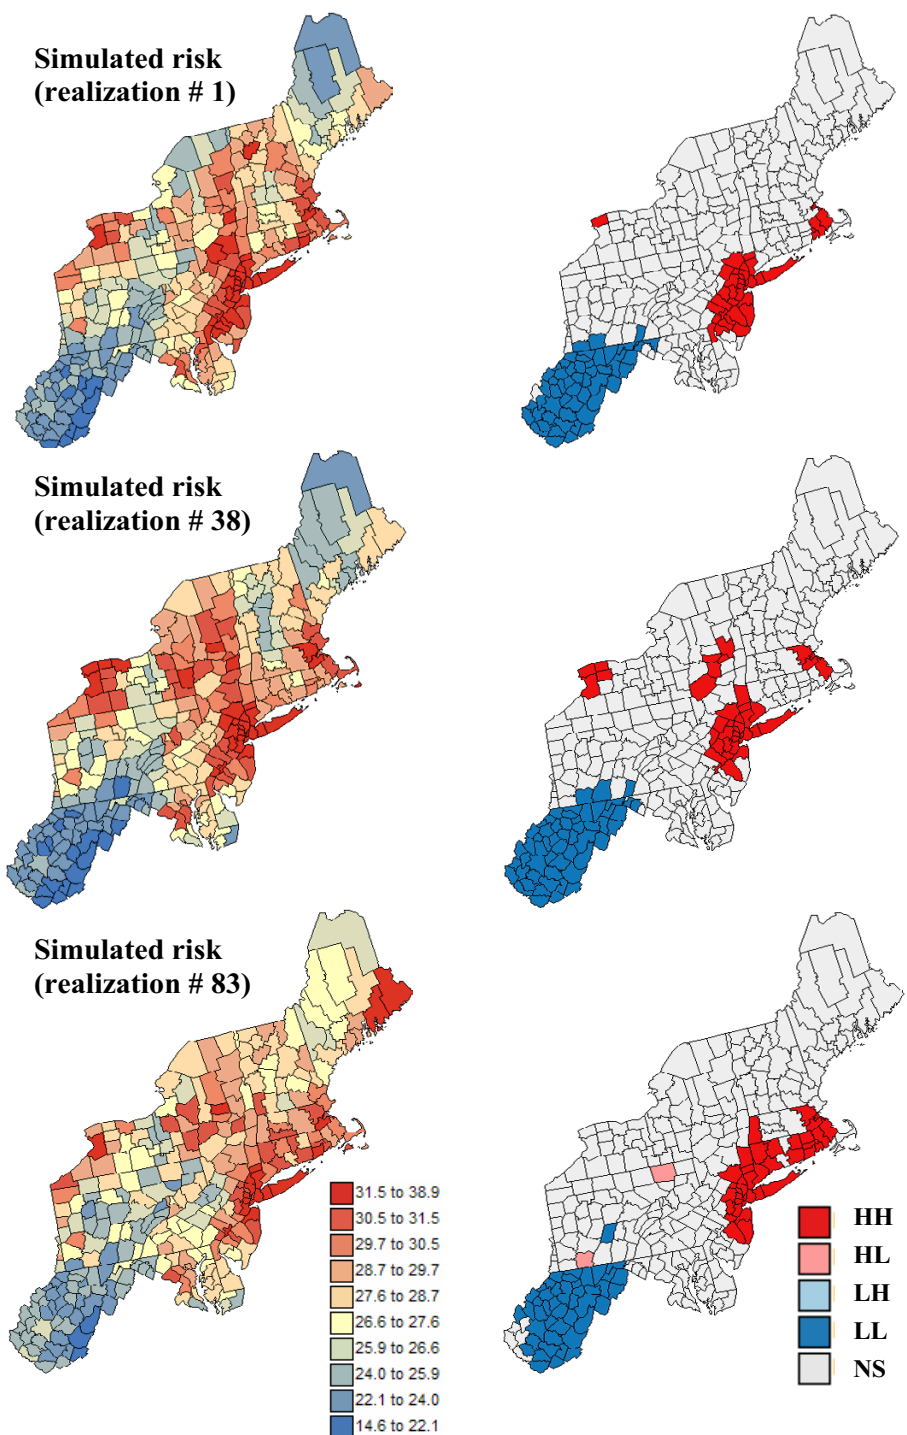 Simulated risk
(realization # 1)
Simulated risk
(realization # 38)
Simulated risk
(realization # 83)
31.5 to 38.9
30.5 to 31.5
29.7 to 30.5
28.7 to 29.7
27.6 to 28.7
26.6 to 27.6
25.9 to 26.6
24.0 to 25.9
22.1 to 24.0
14.6 to 22.1
HH
HL
LH
LL
NS